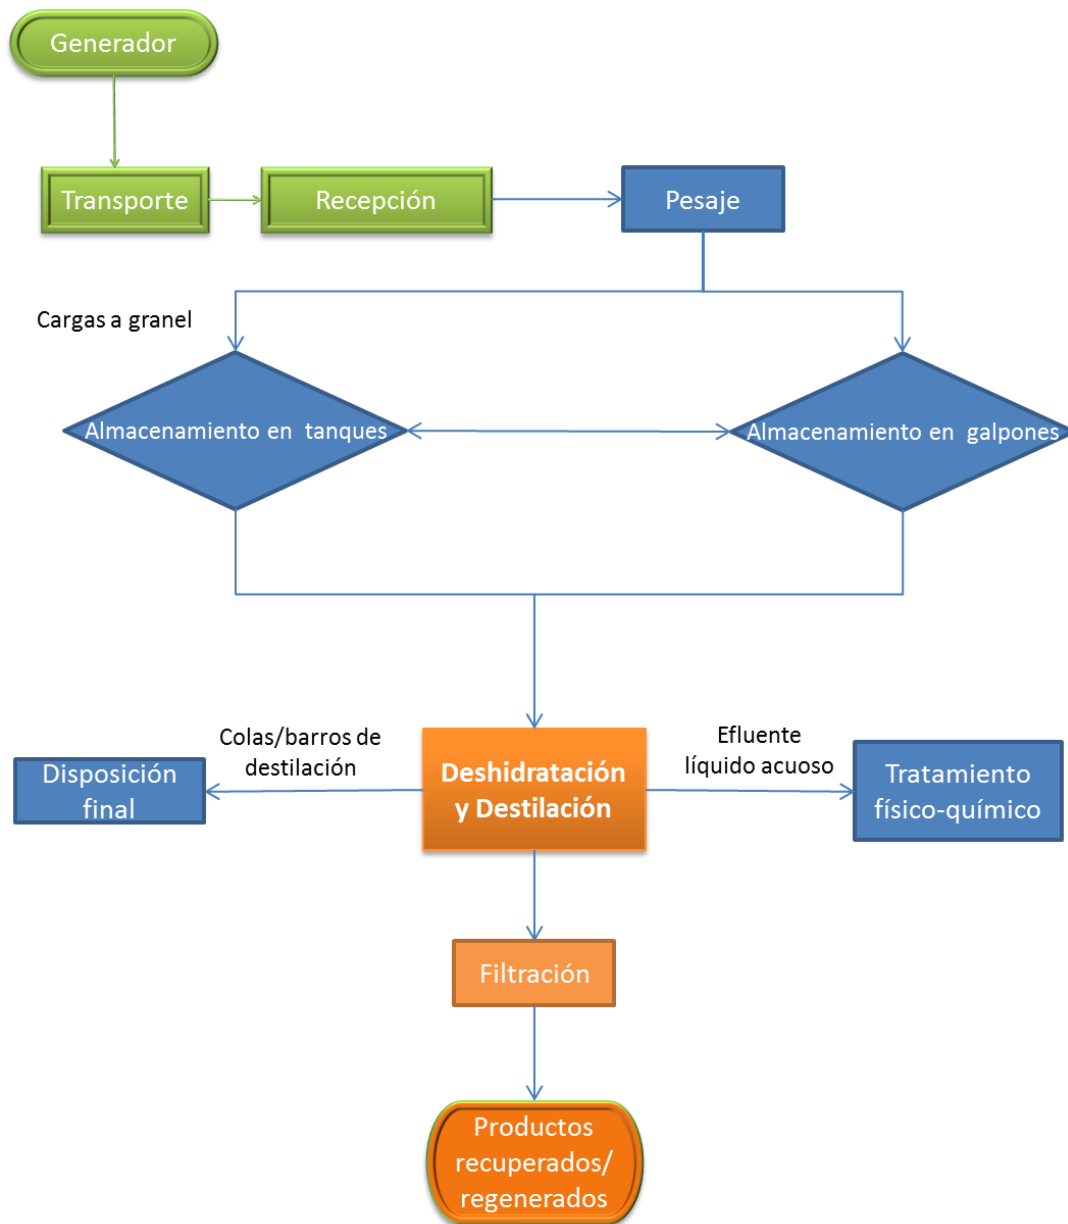 Generador
Transporte
Recepción
Pesaje
Cargas a granel
Almacenamiento en tanques
Almacenamiento en galpones
Colas/barros de
destilación
Efluente
líquido acuoso
Disposición
final
Deshidratación
y Destilación
Tratamiento
físico-químico
Filtración
Productos
recuperados/
regenerados